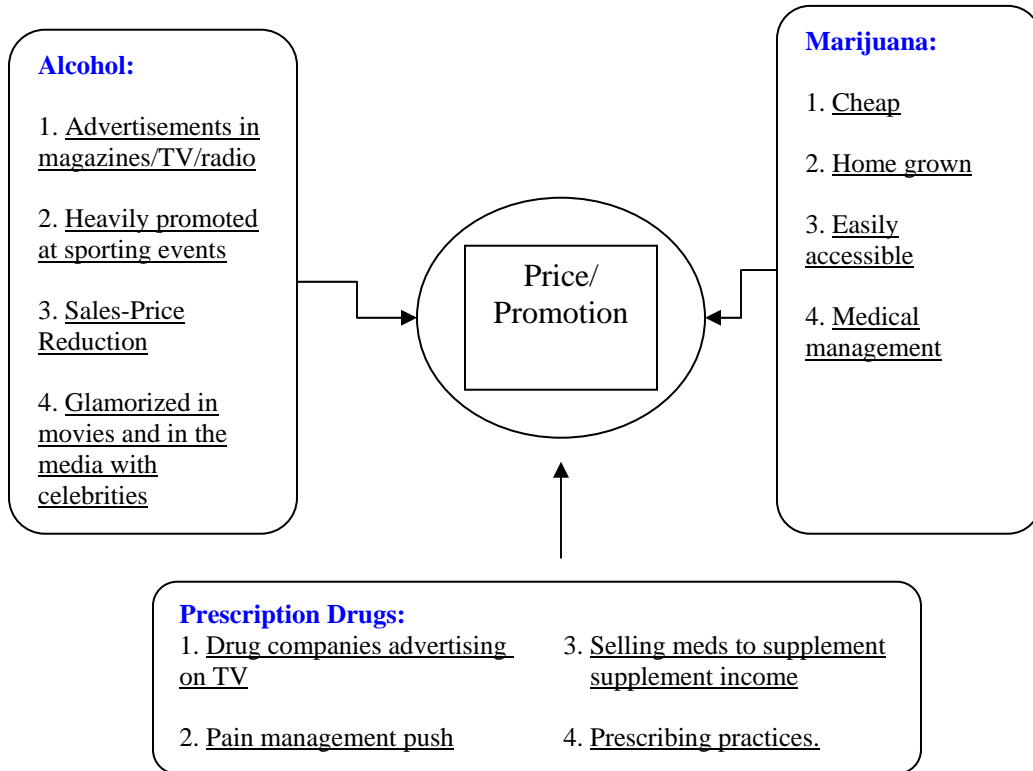 Alcohol:
1. Advertisements in
magazines/TV/radio
2. Heavily promoted
at sporting events
3. Sales-Price
Reduction
4. Glamorized in
movies and in the
media with
celebrities
Price/
Promotion
Marijuana:
1. Cheap
2. Home grown
3. Easily
accessible
4. Medical
management
Prescription Drugs:
1. Drug companies advertising
on TV
2. Pain management push
3. Selling meds to supplement
supplement income
4. Prescribing practices.